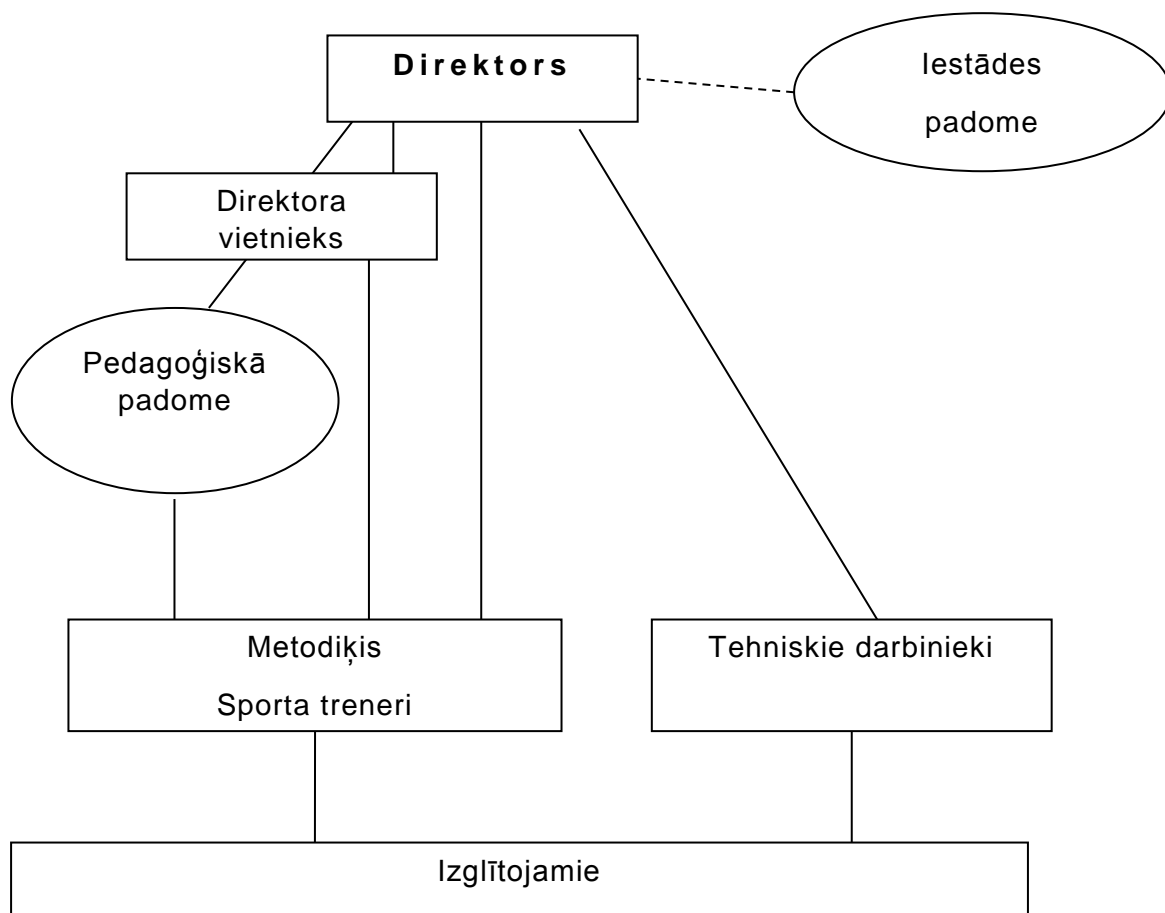 Direktors
Iestādes
padome
Direktora
vietnieks
Pedagoģiskā
padome
Metodiķis
Sporta treneri
Tehniskie darbinieki
Izglītojamie